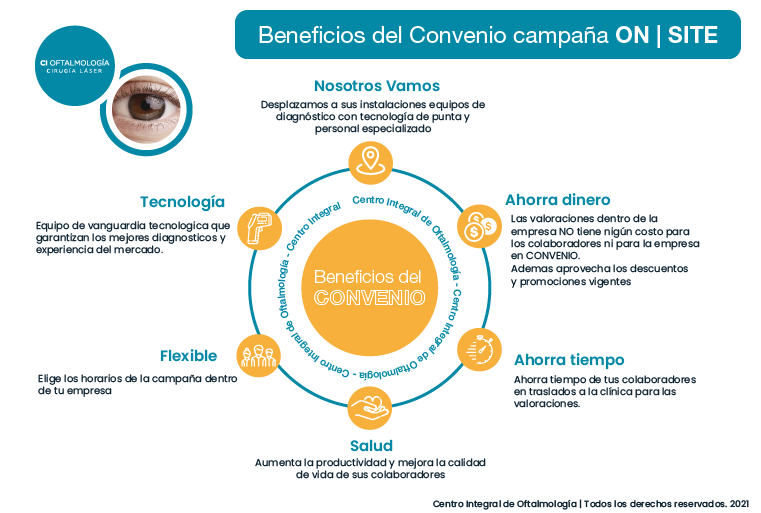 Beneficios del Convenio campaña ON | SITE
CI OFTALMOLOGÍA
CIRUGÍA LÁSER
Nosotros Vamos
Desplazamos a sus instalaciones equipos de
diagnóstico con tecnología de punta y
personal especializado
Tecnología
Equipo de vanguardia tecnologica que
garantizan los mejores diagnosticos y
experiencia del mercado.
Ahorra dinero
Las valoraciones dentro de la
empresa NO tiene nigún costo para
los colaboradores ni para la empresa
en CONVENIO.
Ademas aprovecha los descuentos
y promociones vigentes
Centro Integral de Oftalmología - Centro Integral de Oftalmología - Centro Integral de Oftalmología - Centro Integral
Beneficios del
CONVENIO
Flexible
Elige los horarios de la campaña dentro
de tu empresa
Ahorra tiempo
Ahorra tiempo de tus colaboradores
en traslados a la clínica para las
valoraciones.
Salud
Aumenta la productividad y mejora la calidad
de vida de sus colaboradores
Centro Integral de Oftalmología | Todos los derechos reservados. 2021